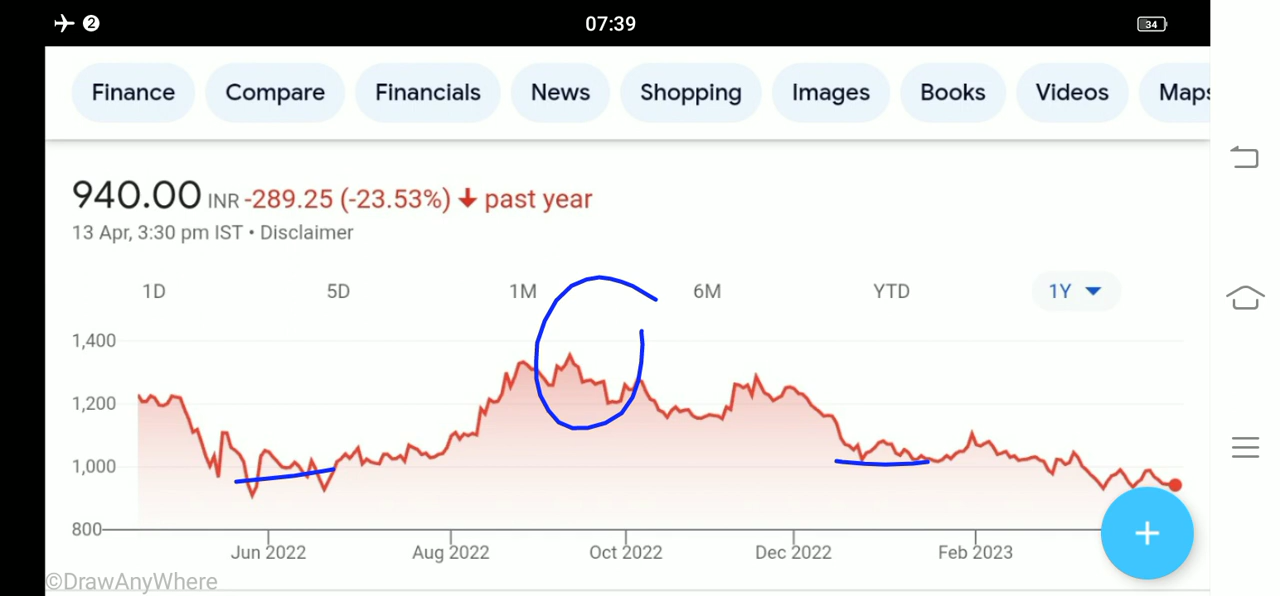 2 07:39 34
Finance Compare Financials News Shopping Images Books Videos Maps
940.00 INR -289.25 (-23.53%) ↓ past year
13 Apr, 3:30 pm IST • Disclaimer
1D 5D 1M 6M YTD 1Y
1,400
1,200
1,000
800
Jun 2022 Aug 2022 Oct 2022 Dec 2022 Feb 2023
+
©DrawAnyWhere